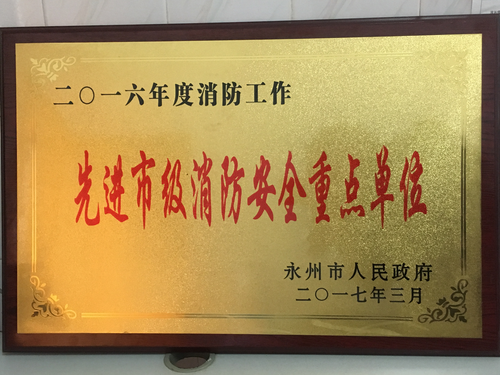 二〇一六年度消防工作
先进市级消防安全重点单位
永州市人民政府
二〇一七年三月